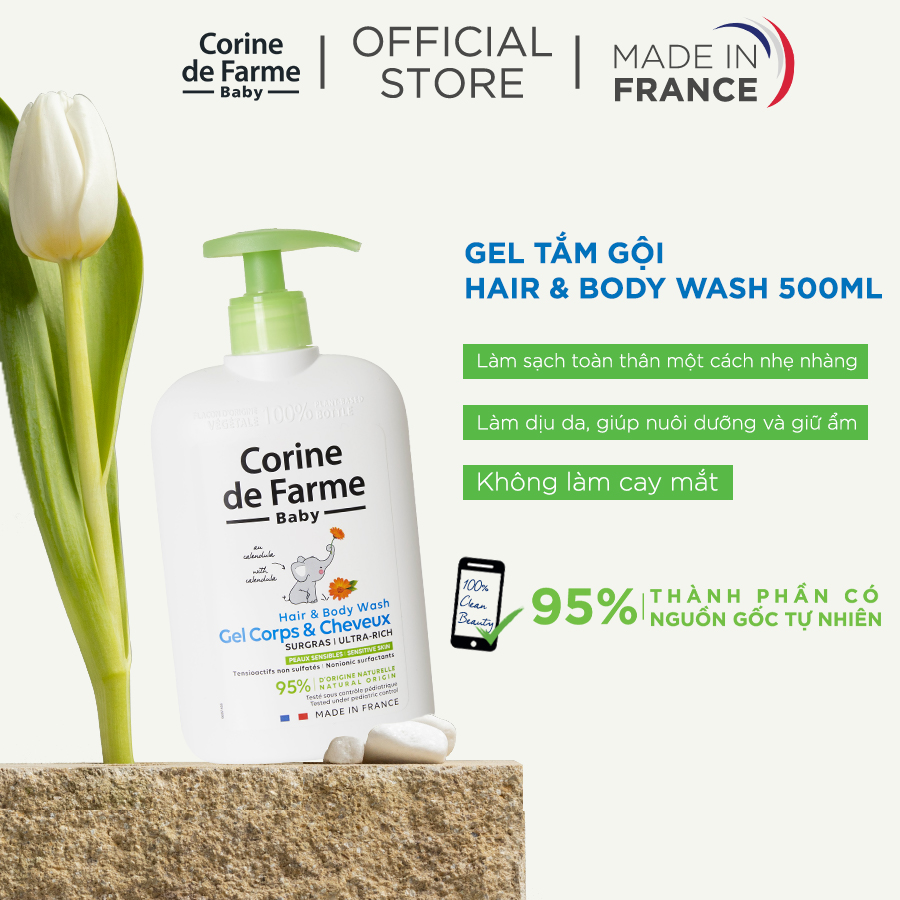 Corine
de Farme
Baby
OFFICIAL
STORE
MADE IN
FRANCE
GEL TẮM GỘI
HAIR & BODY WASH 500ML
Làm sạch toàn thân một cách nhẹ nhàng
Làm dịu da, giúp nuôi dưỡng và giữ ẩm
Không làm cay mắt
100%
Clean
Beauty
95%
THÀNH PHẦN CÓ
NGUỒN GỐC TỰ NHIÊN
VÉGÉTALE
100%
BOTTLE
Corine
de Farme
Baby
au
calendula
with
calendula
Hair & Body Wash
Gel Corps & Cheveux
SURGRAS | ULTRA-RICH
PEAUX SENSIBLES | SENSITIVE SKIN
Tensioactifs non sulfatés | Nonionic surfactants
95%
D'ORIGINE NATURELLE
NATURAL ORIGIN
Testé sous contrôle pédiatrique
Tested under pediatric control
MADE IN FRANCE